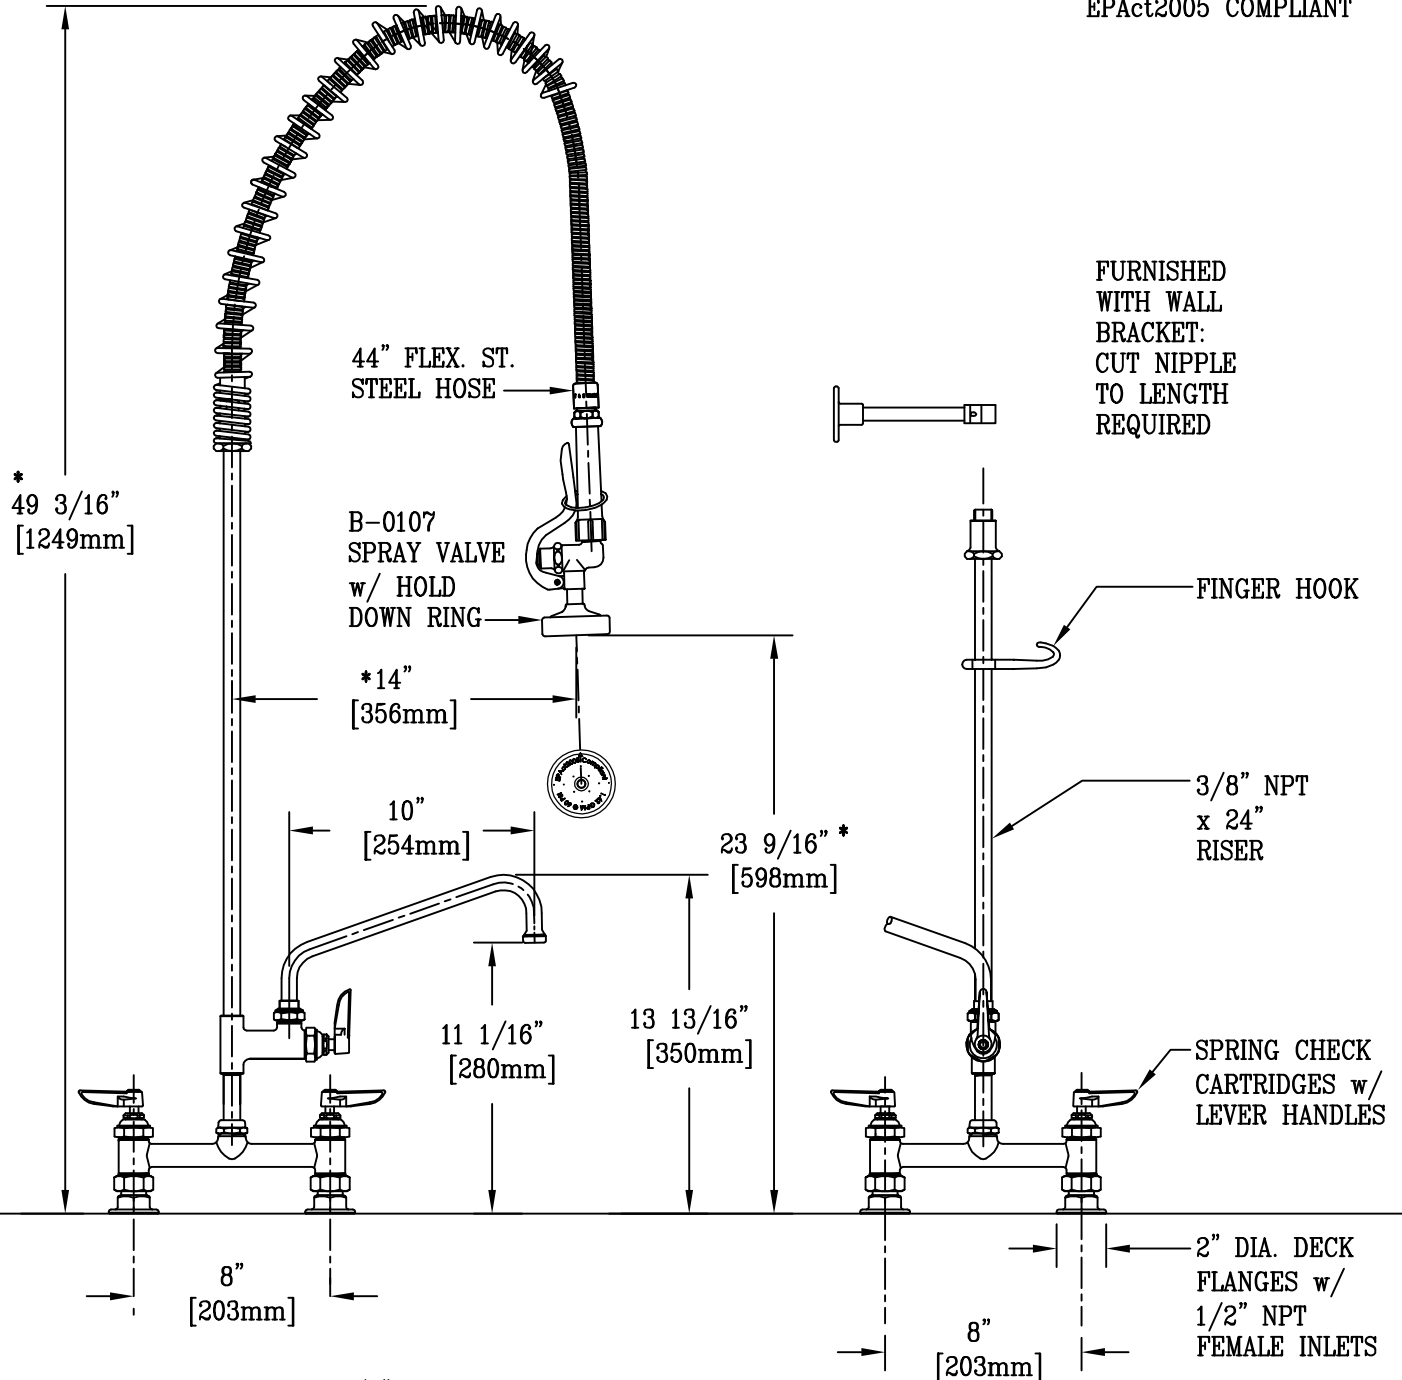 EPAct2005 COMPLIANT
FURNISHED
WITH WALL
BRACKET:
CUT NIPPLE
TO LENGTH
REQUIRED
44" FLEX. ST.
STEEL HOSE
*
49 3/16"
[1249mm]
B-0107
SPRAY VALVE
w/ HOLD
DOWN RING
FINGER HOOK
*14"
[356mm]
3/8" NPT
x 24"
RISER
10"
[254mm]
23 9/16" *
[598mm]
11 1/16"
[280mm]
13 13/16"
[350mm]
SPRING CHECK
CARTRIDGES w/
LEVER HANDLES
8"
[203mm]
2" DIA. DECK
FLANGES w/
1/2" NPT
FEMALE INLETS
8"
[203mm]